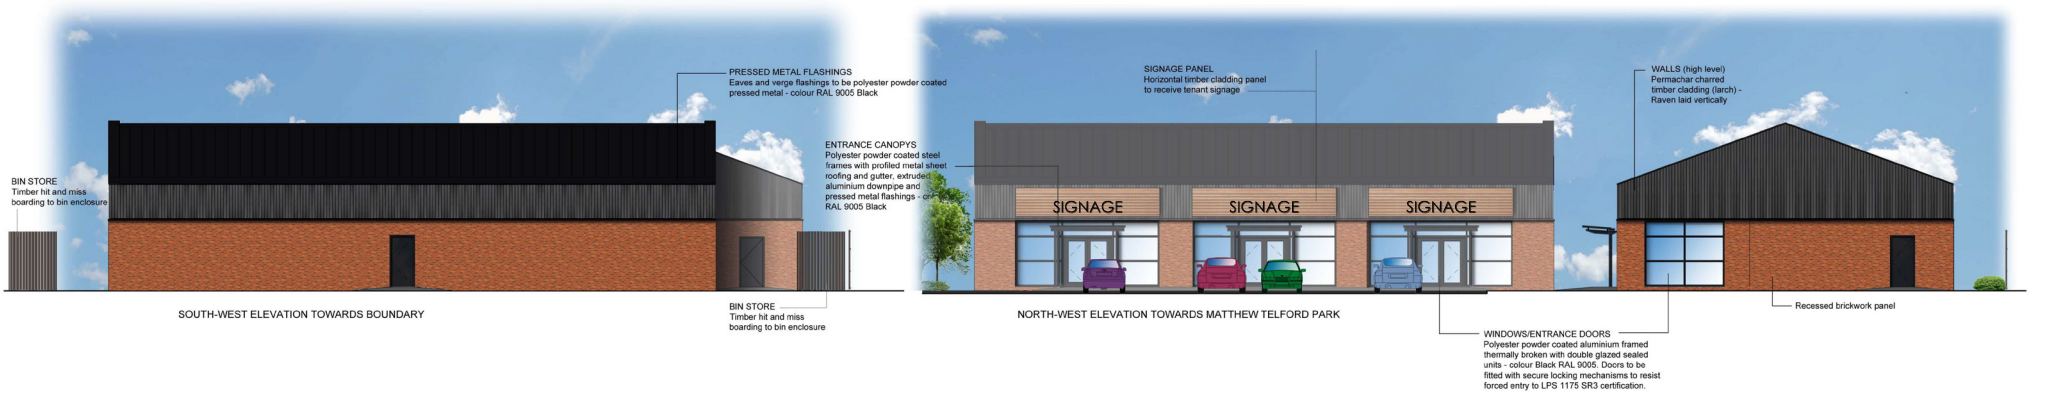 BIN STORE
Timber hit and miss
boarding to bin enclosure
PRESSED METAL FLASHINGS
Eaves and verge flashings to be polyester powder coated
pressed metal - colour RAL 9005 Black
ENTRANCE CANOPYS
Polyester powder coated steel
frames with profiled metal sheet
roofing and gutter, extruded
aluminium downpipe and
pressed metal flashings -
RAL 9005 Black
BIN STORE
Timber hit and miss
boarding to bin enclosure
SOUTH-WEST ELEVATION TOWARDS BOUNDARY
SIGNAGE PANEL
Horizontal timber cladding panel
to receive tenant signage
SIGNAGE
SIGNAGE
SIGNAGE
NORTH-WEST ELEVATION TOWARDS MATTHEW TELFORD PARK
WALLS (high level)
Permachar charred
timber cladding (larch) -
Raven laid vertically
Recessed brickwork panel
WINDOWS/ENTRANCE DOORS
Polyester powder coated aluminium framed
thermally broken with double glazed sealed
units - colour Black RAL 9005. Doors to be
fitted with secure locking mechanisms to resist
forced entry to LPS 1175 SR3 certification.